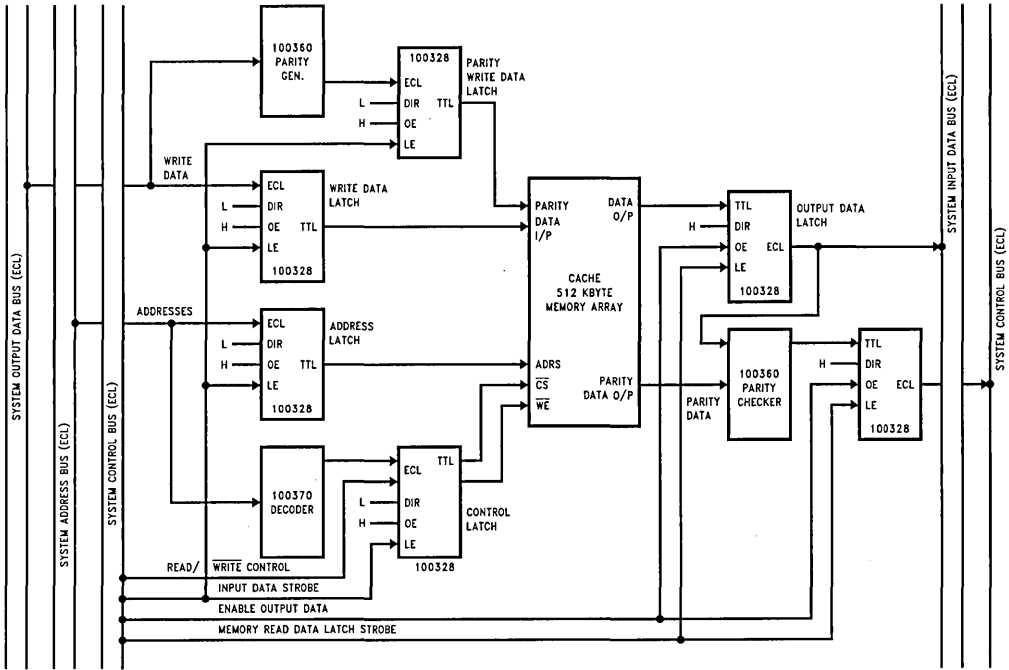 100360
PARITY
GEN.
100328
ECL
L
DIR
TTL
H
OE
LE
PARITY
WRITE DATA
LATCH
WRITE
DATA
ECL
L
DIR
H
OE
TTL
LE
100328
WRITE DATA
LATCH
ADDRESSES
ECL
L
DIR
H
OE
TTL
LE
100328
ADDRESS
LATCH
100370
DECODER
ECL
TTL
L
DIR
H
OE
LE
100328
CONTROL
LATCH
READ/ WRITE CONTROL
INPUT DATA STROBE
ENABLE OUTPUT DATA
MEMORY READ DATA LATCH STROBE
PARITY
DATA
I/P
DATA
O/P
CACHE
512 KBYTE
MEMORY ARRAY
ADRS
CS
WE
PARITY
DATA O/P
TTL
H
DIR
OE
ECL
LE
100328
OUTPUT DATA
LATCH
PARITY
DATA
100360
PARITY
CHECKER
TTL
H
DIR
OE
ECL
LE
100328
SYSTEM OUTPUT DATA BUS (ECL)
SYSTEM ADDRESS BUS (ECL)
SYSTEM CONTROL BUS (ECL)
SYSTEM INPUT DATA BUS (ECL)
SYSTEM CONTROL BUS (ECL)